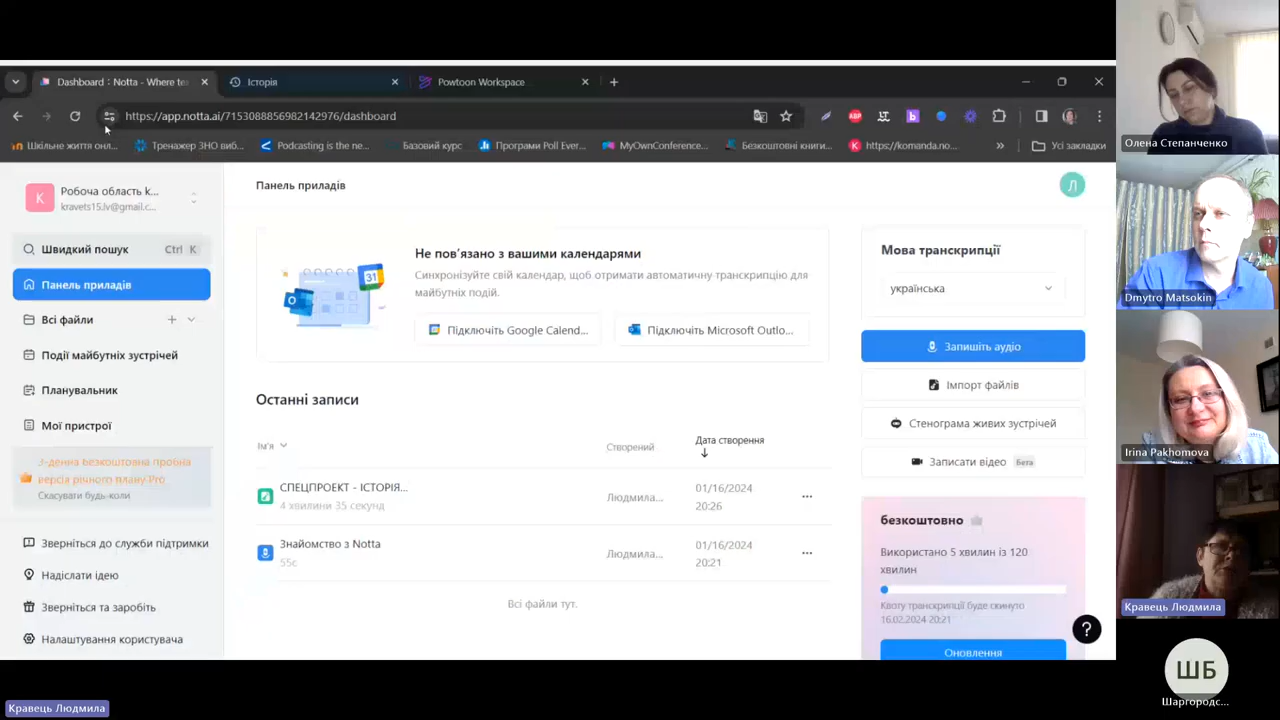 Dashboard : Notta - Where te
Історія
Powtoon Workspace
https://app.notta.ai/7153088856982142976/dashboard
Шкільне життя онл...
Тренажер ЗНО виб...
Podcasting is the ne...
Базовий курс
Програми Poll Ever...
MyOwnConference...
Безкоштовні книги...
https://komanda.no...
»
Усі закладки
К
Робоча область k...
kravets15.lv@gmail.c...
Швидкий пошук Ctrl K
Панель приладів
Всі файли
Події майбутніх зустрічей
Планувальник
Мої пристрої
3-денна безкоштовна пробна
версія річного плану Pro
Скасувати будь-коли
Зверніться до служби підтримки
Надіслати ідею
Зверніться та заробіть
Налаштування користувача
Панель приладів
Л
31
Не пов’язано з вашими календарями
Синхронізуйте свій календар, щоб отримати автоматичну транскрипцію для
майбутніх подій.
Підключіть Google Calend...
Підключіть Microsoft Outlo...
Останні записи
Ім'я
Створений
Дата створення
СПЕЦПРОЕКТ - ІСТОРІЯ...
4 хвилини 35 секунд
Людмила...
01/16/2024
20:26
Знайомство з Notta
55с
Людмила...
01/16/2024
20:21
Всі файли тут.
Мова транскрипції
українська
Запишіть аудіо
Імпорт файлів
Стенограма живих зустрічей
Записати відео Бета
безкоштовно
Використано 5 хвилин із 120
хвилин
Квоту транскрипції буде скинуто
16.02.2024 20:21
Оновлення
?
Олена Степанченко
Dmytro Matsokin
Irina Pakhomova
Кравець Людмила
ШБ
Шаргородс...
Кравець Людмила